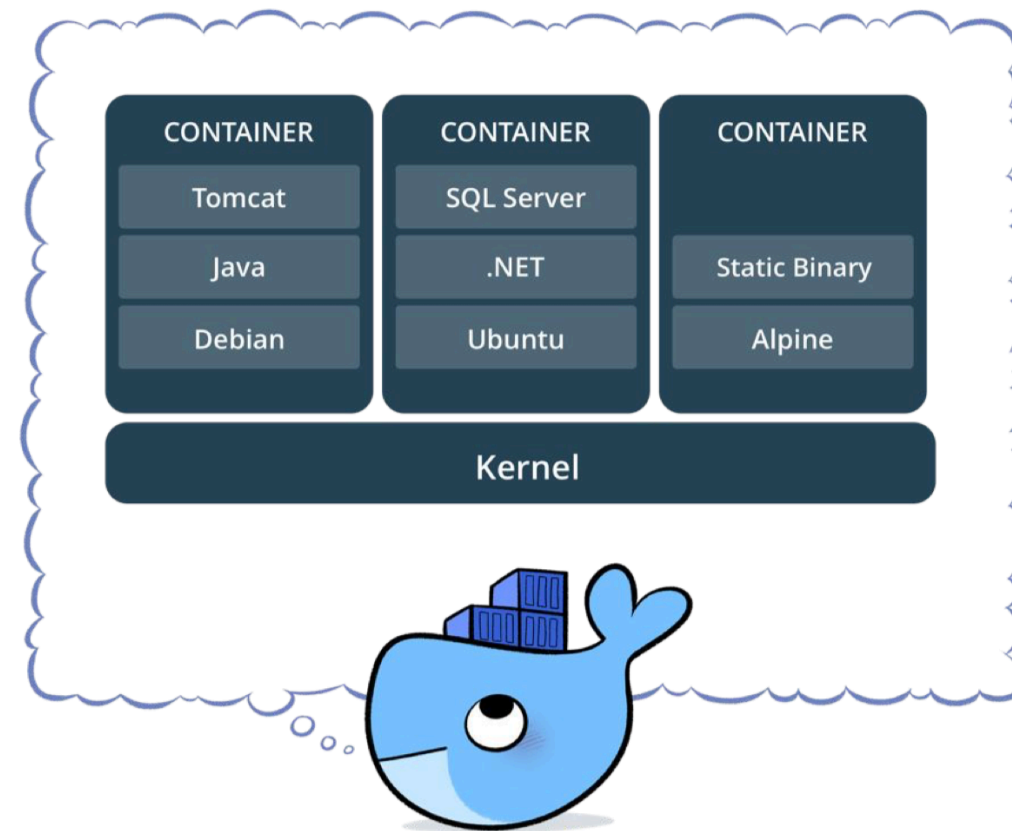 CONTAINER
Tomcat
Java
Debian
CONTAINER
SQL Server
.NET
Ubuntu
CONTAINER
Static Binary
Alpine
Kernel